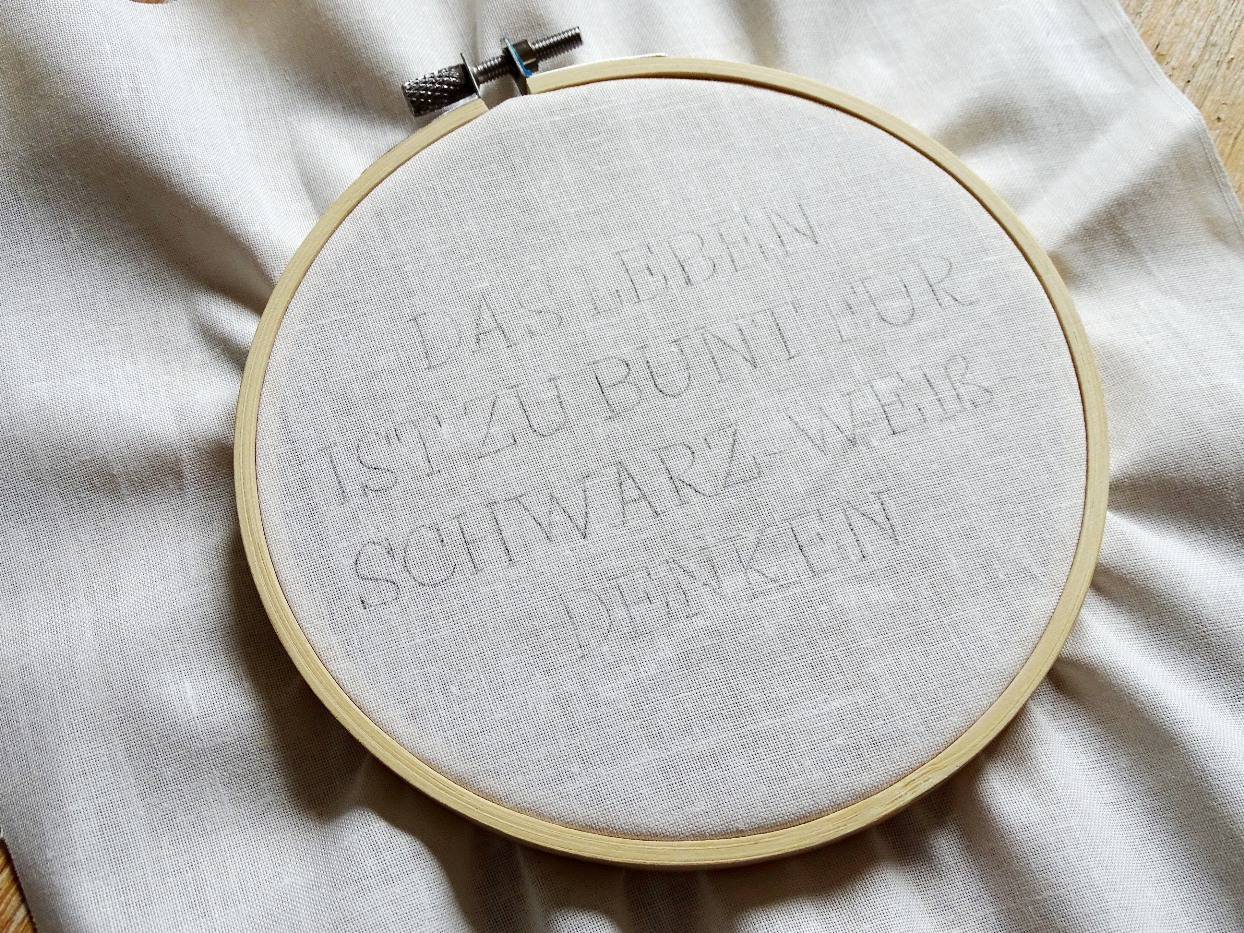 DAS LEBEN
IST ZU BUNT FÜR
SCHWARZ-WEIß
DENKEN